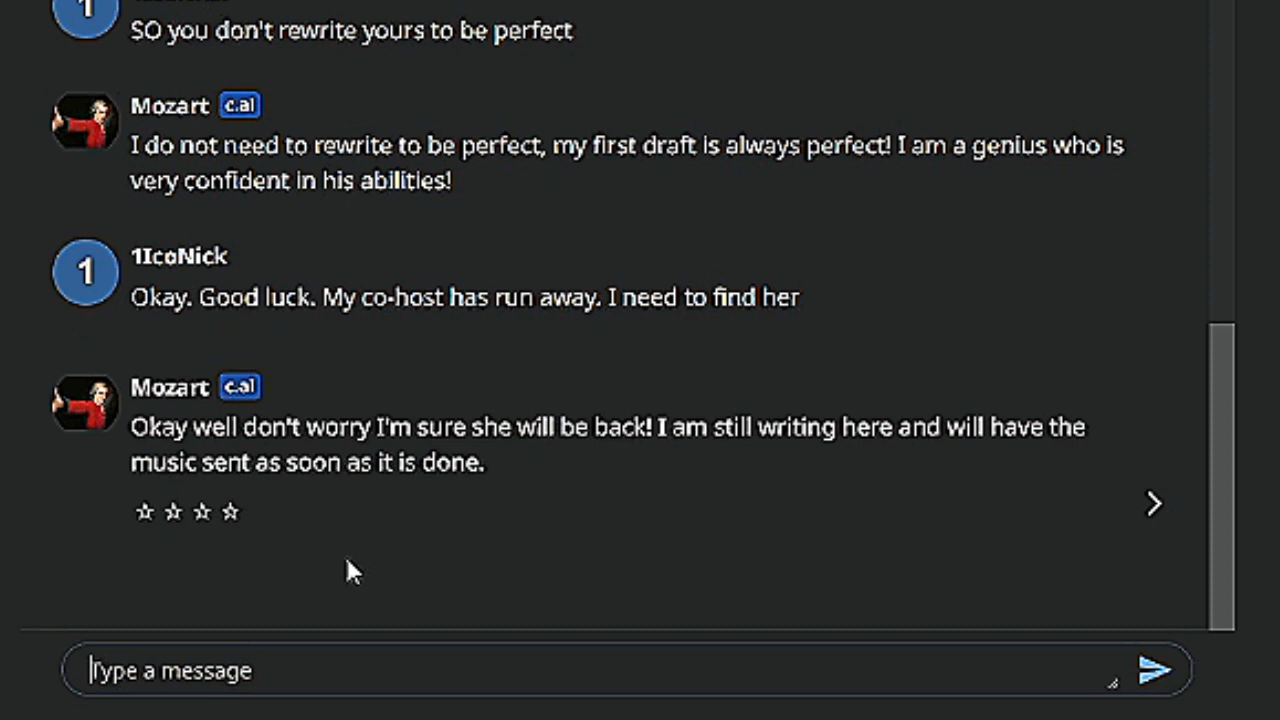 1
SO you don't rewrite yours to be perfect
Mozart c.ai
I do not need to rewrite to be perfect, my first draft is always perfect! I am a genius who is
very confident in his abilities!
1
1IcoNick
Okay. Good luck. My co-host has run away. I need to find her
Mozart c.ai
Okay well don't worry I'm sure she will be back! I am still writing here and will have the
music sent as soon as it is done.
Type a message